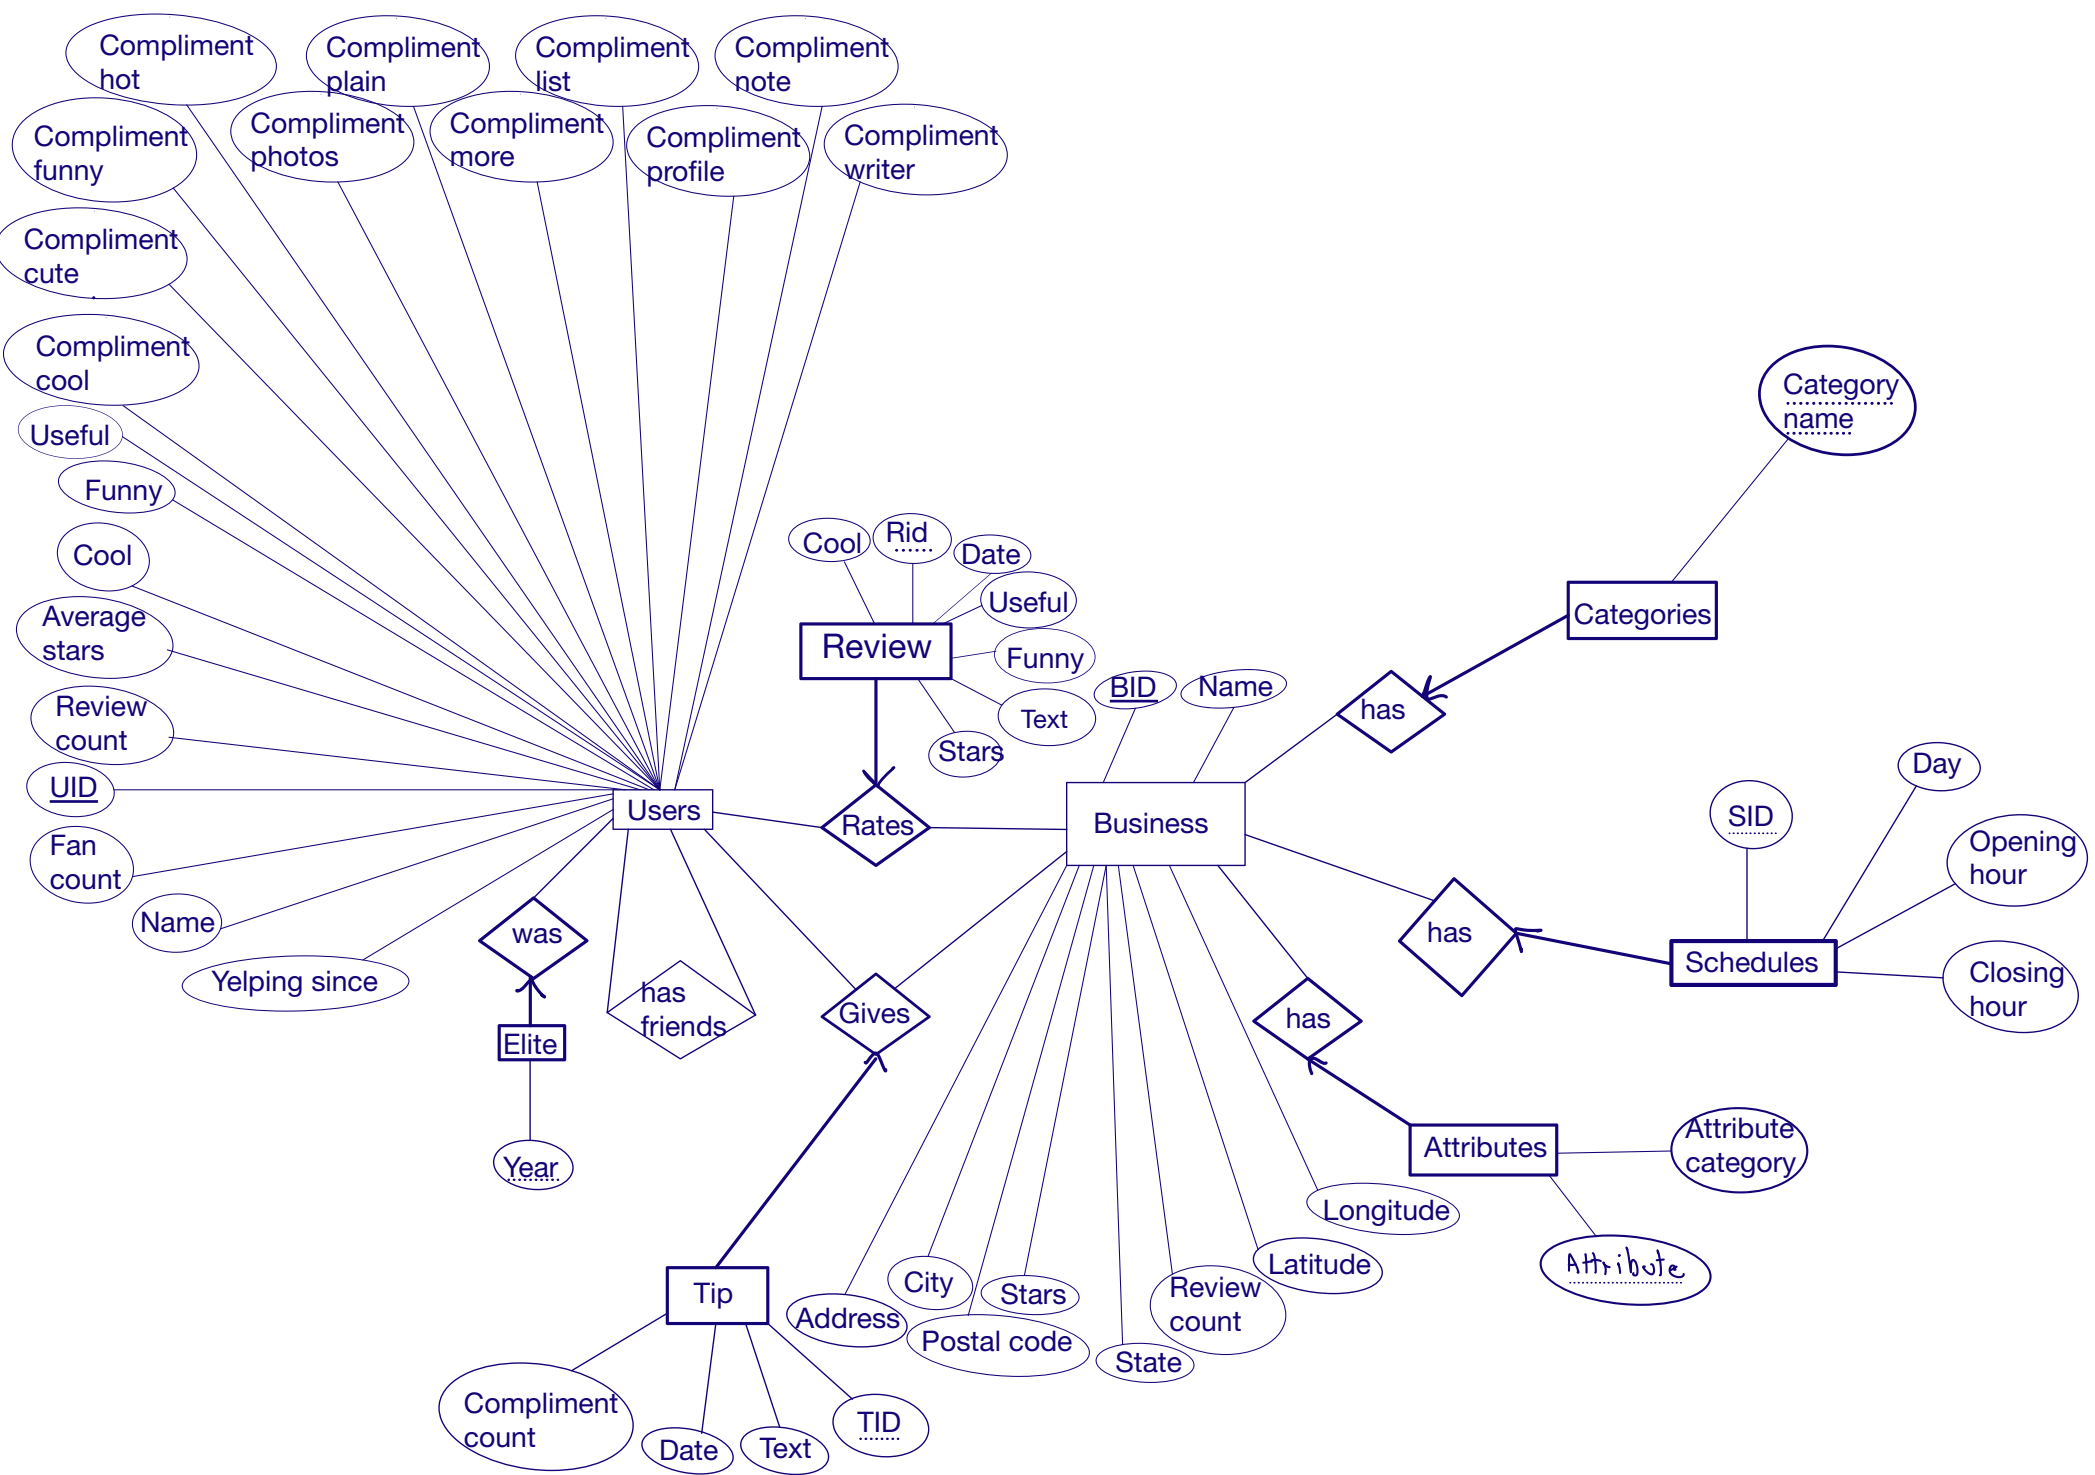 Compliment
hot
Compliment
plain
Compliment
list
Compliment
note
Compliment
funny
Compliment
photos
Compliment
more
Compliment
profile
Compliment
writer
Compliment
cute
Compliment
cool
Useful
Funny
Cool
Average
stars
Review
count
UID
Fan
count
Name
Yelping since
Users
was
Elite
Year
has
friends
Cool
Rid
Date
Useful
Funny
Text
Stars
Review
Rates
Gives
BID
Name
Business
has
Categories
Category
name
has
Schedules
SID
Day
Opening
hour
Closing
hour
has
Attributes
Attribute
category
Attribute
Longitude
Latitude
Review
count
State
Stars
Postal code
City
Address
Tip
Compliment
count
Date
Text
TID